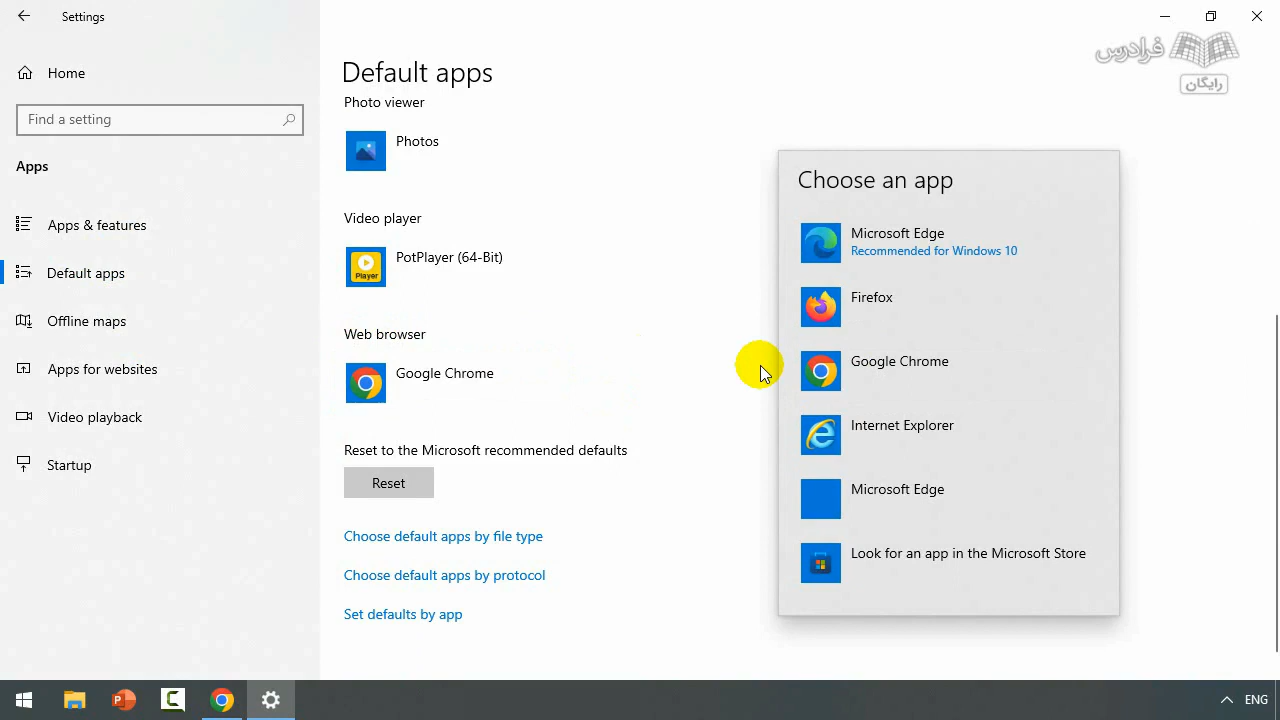 Settings
Home
Find a setting
Apps
Apps & features
Default apps
Offline maps
Apps for websites
Video playback
Startup
Default apps
Photo viewer
Photos
Video player
Player
PotPlayer (64-Bit)
Web browser
Google Chrome
Reset to the Microsoft recommended defaults
Reset
Choose default apps by file type
Choose default apps by protocol
Set defaults by app
فرادرس
رایگان
Choose an app
Microsoft Edge
Recommended for Windows 10
Firefox
Google Chrome
Internet Explorer
Microsoft Edge
Look for an app in the Microsoft Store
ENG